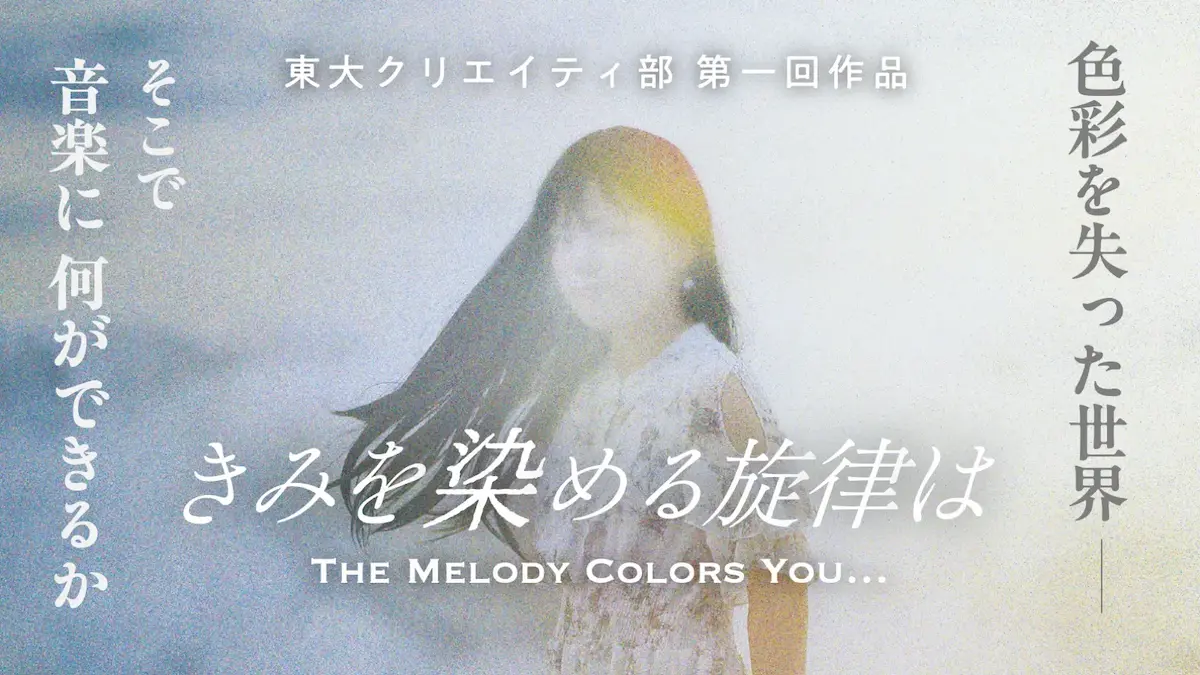 東大クリエイティ部 第一回作品
色彩を失った世界――
そこで
音楽に 何ができるか
きみを染める旋律は
THE MELODY COLORS YOU...